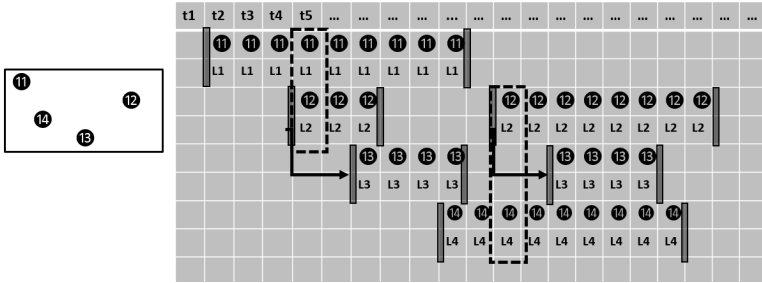 ⓫
⓬
⓮
⓭
t1 t2 t3 t4 t5 ... ... ... ... ... ... ... ... ... ... ... ... ... ... ...
⓫ ⓫ ⓫ ⓫ ⓫ ⓫ ⓫ ⓫ ⓫
L1 L1 L1 L1 L1 L1 L1 L1 L1
⓬ ⓬ ⓬ ⓬ ⓬ ⓬ ⓬ ⓬ ⓬ ⓬ ⓬
L2 L2 L2 L2 L2 L2 L2 L2 L2 L2 L2
⓭ ⓭ ⓭ ⓭ ⓭ ⓭ ⓭ ⓭
L3 L3 L3 L3 L3 L3 L3 L3
⓮ ⓮ ⓮ ⓮ ⓮ ⓮ ⓮ ⓮ ⓮
L4 L4 L4 L4 L4 L4 L4 L4 L4